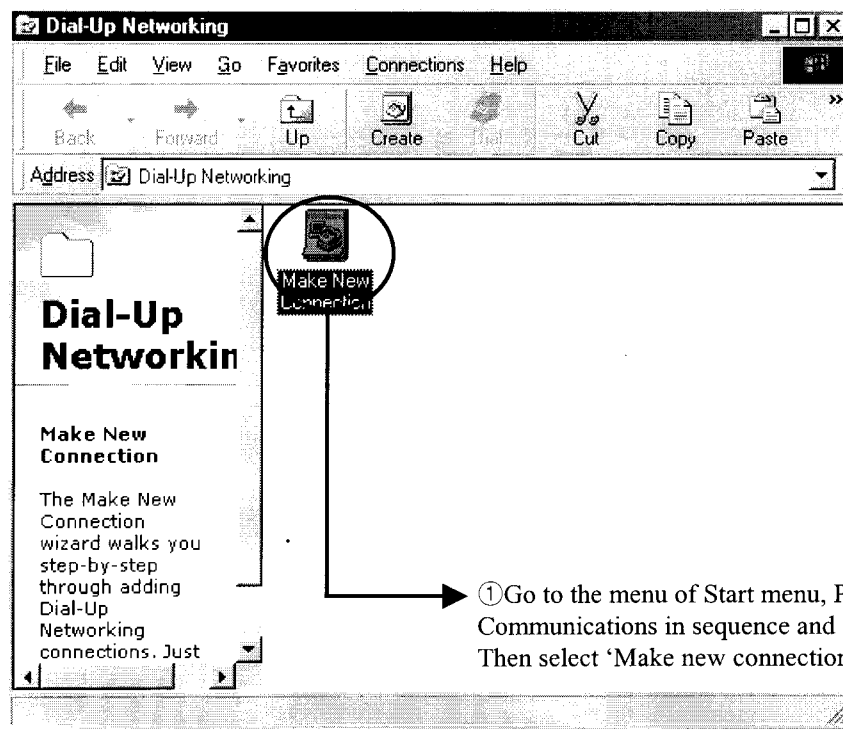 Dial-Up Networking
File Edit View Go Favorites Connections Help
Back Forward Up Create Dial Cut Copy Paste »
Address Dial-Up Networking
Make New
Connection
Dial-Up
Networkin
Make New
Connection
The Make New
Connection
wizard walks you
step-by-step
through adding
Dial-Up
Networking
connections. Just
①Go to the menu of Start menu, P
Communications in sequence and
Then select ‘Make new connection